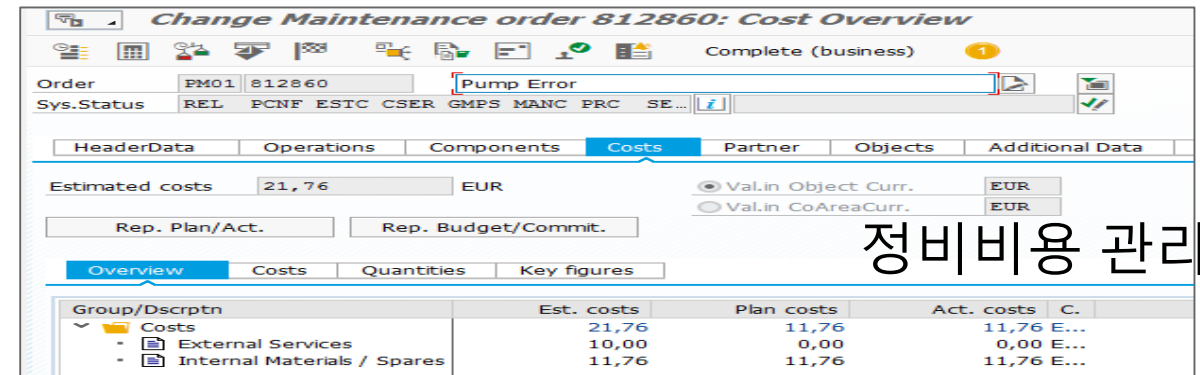 Change Maintenance order 812860: Cost Overview
Complete (business) 1
Order PM01 812860 Pump Error
Sys.Status REL PCNF ESTC CSER GMPS MANC PRC SE...
HeaderData Operations Components Costs Partner Objects Additional Data
Estimated costs 21,76 EUR Val.in Object Curr. EUR
Val.in CoAreaCurr. EUR
Rep. Plan/Act. Rep. Budget/Commit.
정비비용 관리
Overview Costs Quantities Key figures
Group/Dscrptn Est. costs Plan costs Act. costs C.
Costs 21,76 11,76 11,76 E...
External Services 10,00 0,00 0,00 E...
Internal Materials / Spares 11,76 11,76 11,76 E...